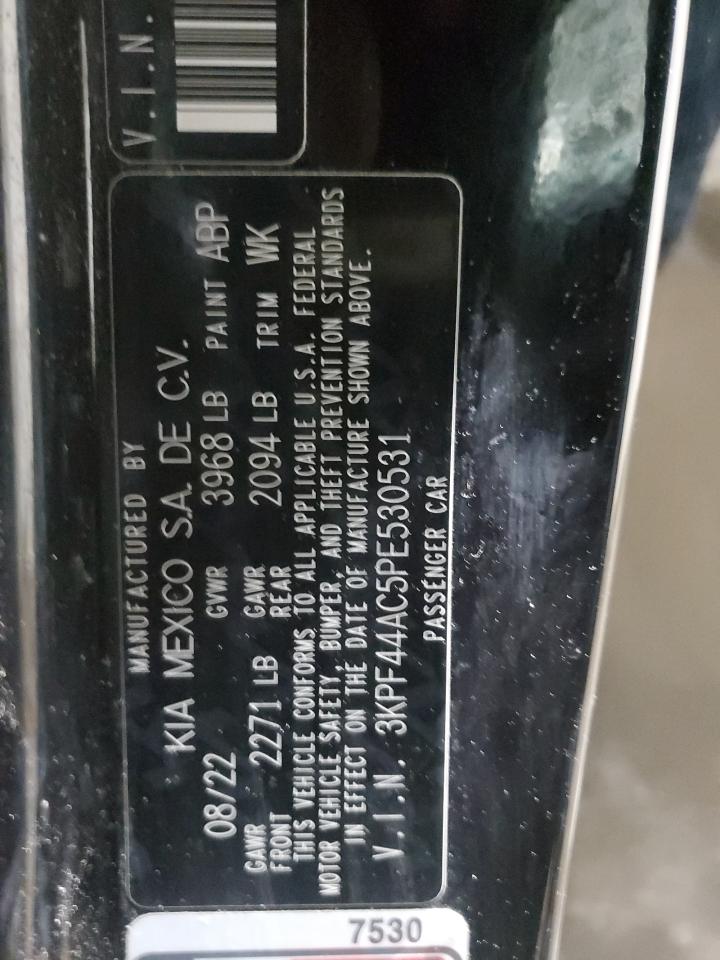 V.I.N.
MANUFACTURED BY
KIA MEXICO S.A. DE C.V.
08/22 GVWR 3968 LB PAINT ABP
GAWR FRONT 2271 LB GAWR REAR 2094 LB TRIM WK
THIS VEHICLE CONFORMS TO ALL APPLICABLE U.S.A. FEDERAL
MOTOR VEHICLE SAFETY, BUMPER, AND THEFT PREVENTION STANDARDS
IN EFFECT ON THE DATE OF MANUFACTURE SHOWN ABOVE.
V.I.N. 3KPF44AC5PE530531
PASSENGER CAR
7530